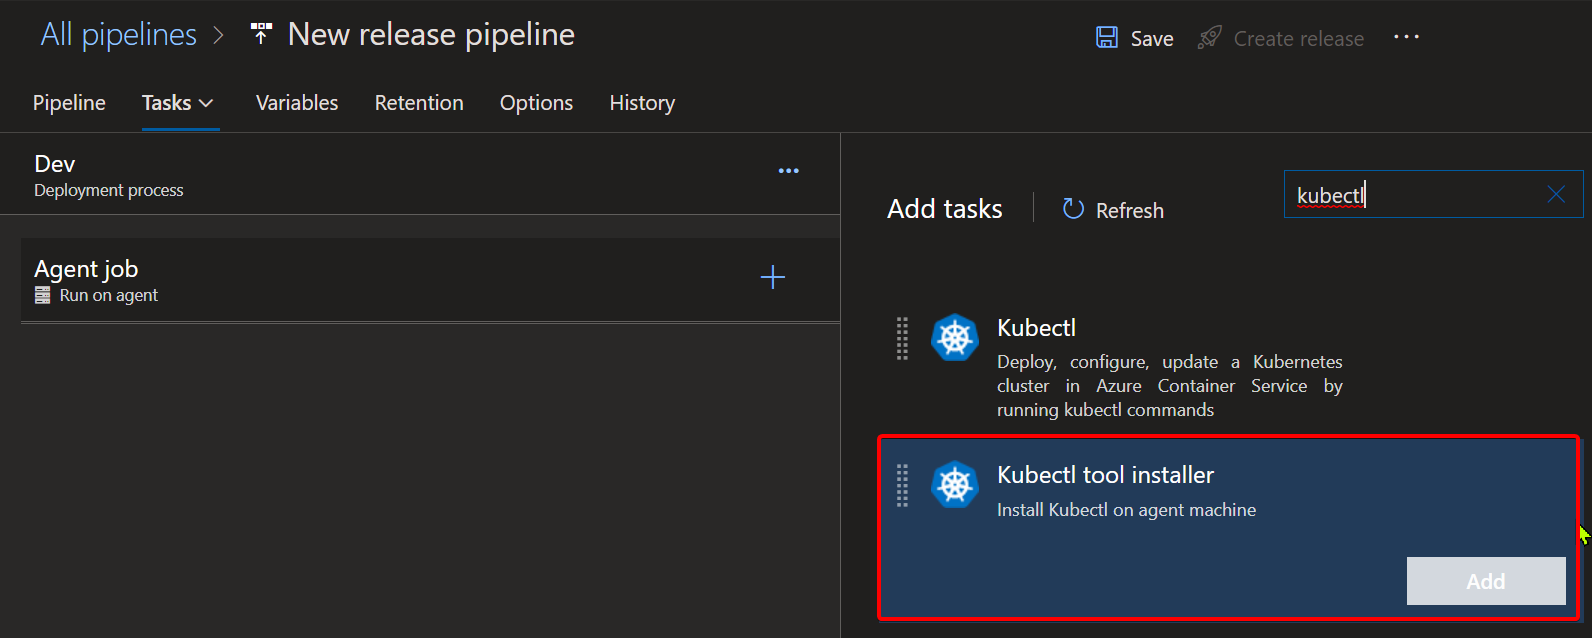 All pipelines > New release pipeline
Save Create release ...
Pipeline Tasks Variables Retention Options History
Dev
Deployment process
Agent job
Run on agent
Add tasks Refresh kubectl
Kubectl
Deploy, configure, update a Kubernetes
cluster in Azure Container Service by
running kubectl commands
Kubectl tool installer
Install Kubectl on agent machine
Add